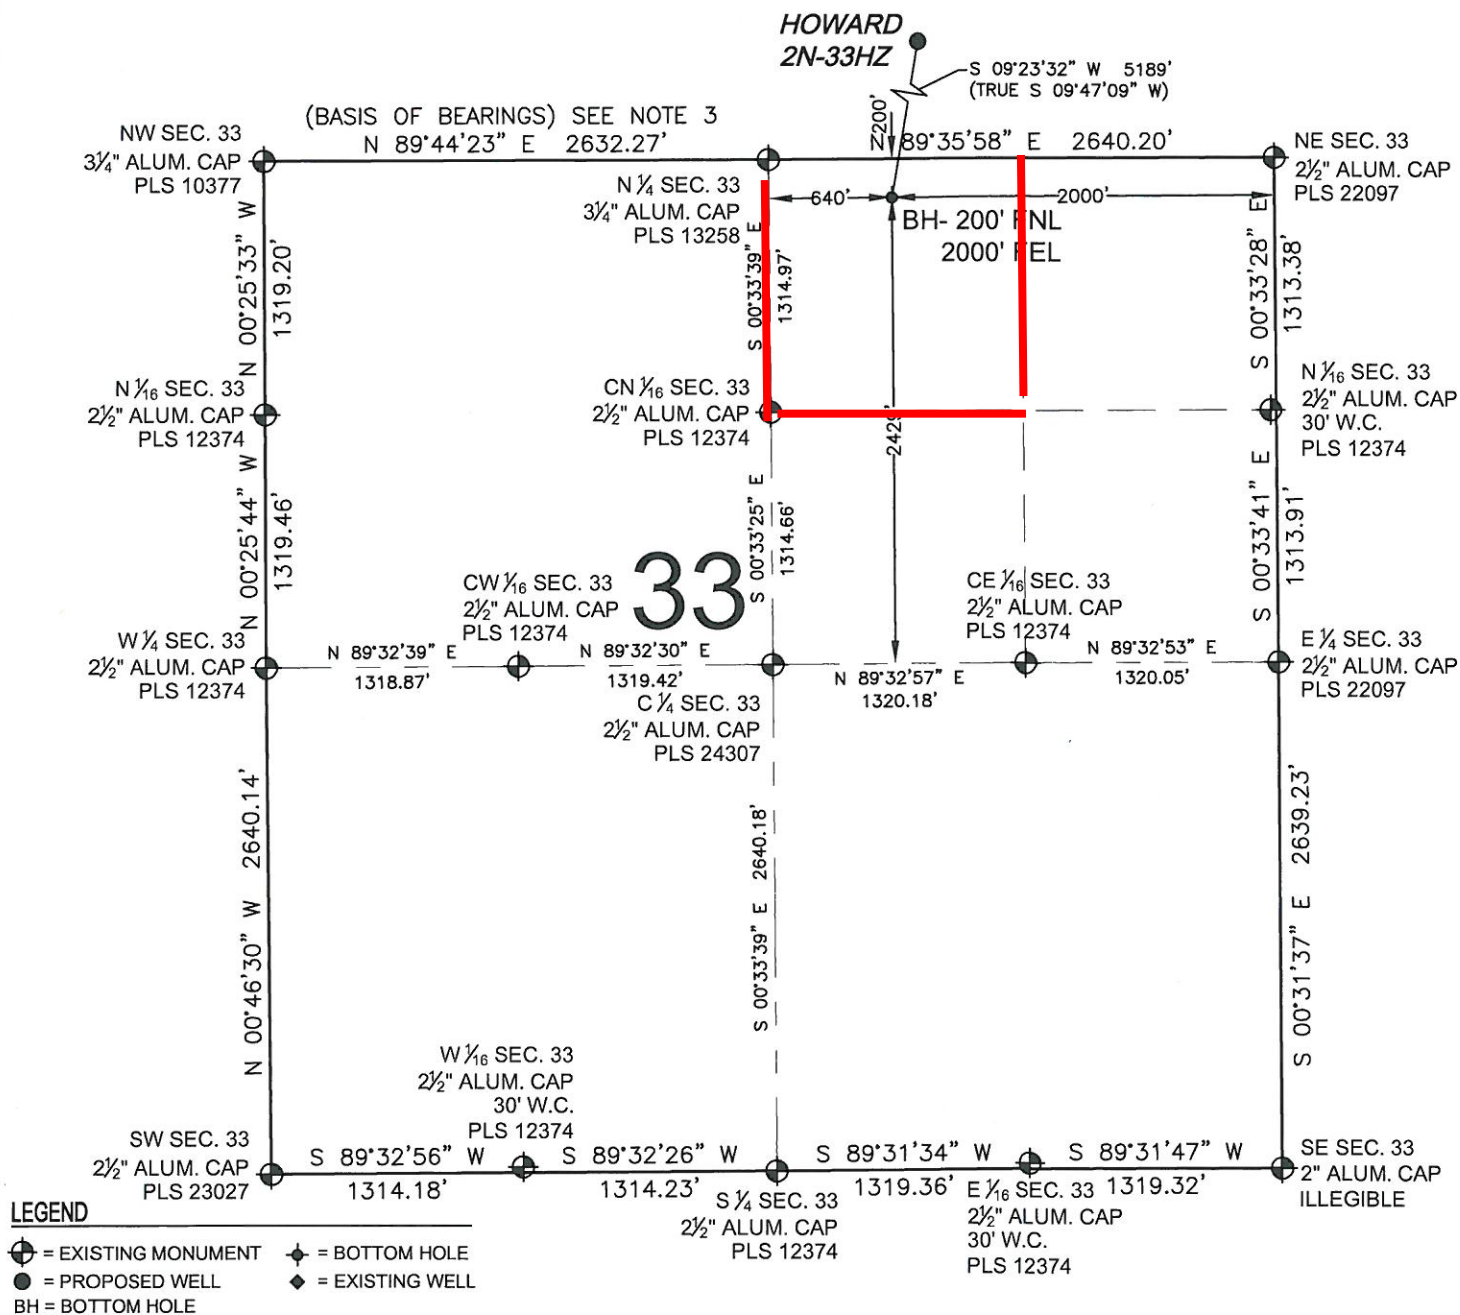 HOWARD
2N-33HZ
S 09°23'32" W 5189'
(TRUE S 09°47'09" W)
(BASIS OF BEARINGS) SEE NOTE 3
N 89°44'23" E 2632.27'
200'
N 89°35'58" E 2640.20'
NW SEC. 33
3¼" ALUM. CAP
PLS 10377
N ¼ SEC. 33
3¼" ALUM. CAP
PLS 13258
NE SEC. 33
2½" ALUM. CAP
PLS 22097
640'
2000'
BH- 200' FNL
2000' FEL
N 00°25'33" W
1319.20'
S 00°33'39" E
1314.97'
S 00°33'28" E
1313.38'
N 1/16 SEC. 33
2½" ALUM. CAP
PLS 12374
CN 1/16 SEC. 33
2½" ALUM. CAP
PLS 12374
2425'
N 1/16 SEC. 33
2½" ALUM. CAP
30' W.C.
PLS 12374
N 00°25'44" W
1319.46'
S 00°33'25" E
1314.66'
S 00°33'41" E
1313.91'
33
CW 1/16 SEC. 33
2½" ALUM. CAP
PLS 12374
CE 1/16 SEC. 33
2½" ALUM. CAP
PLS 12374
W ¼ SEC. 33
2½" ALUM. CAP
PLS 12374
N 89°32'39" E
1318.87'
N 89°32'30" E
1319.42'
N 89°32'57" E
1320.18'
N 89°32'53" E
1320.05'
E ¼ SEC. 33
2½" ALUM. CAP
PLS 22097
C ¼ SEC. 33
2½" ALUM. CAP
PLS 24307
N 00°46'30" W 2640.14'
S 00°33'39" E 2640.18'
S 00°31'37" E 2639.23'
W 1/16 SEC. 33
2½" ALUM. CAP
30' W.C.
PLS 12374
SW SEC. 33
2½" ALUM. CAP
PLS 23027
S 89°32'56" W
1314.18'
S 89°32'26" W
1314.23'
S 89°31'34" W
1319.36'
S 89°31'47" W
1319.32'
SE SEC. 33
2" ALUM. CAP
ILLEGIBLE
S ¼ SEC. 33
2½" ALUM. CAP
PLS 12374
E 1/16 SEC. 33
2½" ALUM. CAP
30' W.C.
PLS 12374
LEGEND
= EXISTING MONUMENT
= BOTTOM HOLE
= PROPOSED WELL
= EXISTING WELL
BH = BOTTOM HOLE